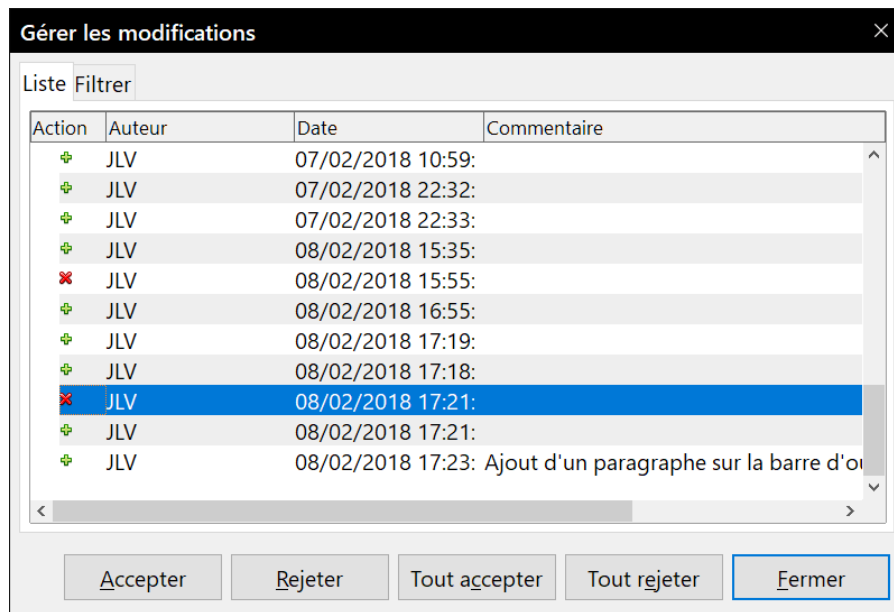 Gérer les modifications
Liste Filtrer
Action Auteur Date Commentaire
JLV 07/02/2018 10:59:
JLV 07/02/2018 22:32:
JLV 07/02/2018 22:33:
JLV 08/02/2018 15:35:
JLV 08/02/2018 15:55:
JLV 08/02/2018 16:55:
JLV 08/02/2018 17:19:
JLV 08/02/2018 17:18:
JLV 08/02/2018 17:21:
JLV 08/02/2018 17:21:
JLV 08/02/2018 17:23: Ajout d'un paragraphe sur la barre d'ou
Accepter Rejeter Tout accepter Tout rejeter Fermer